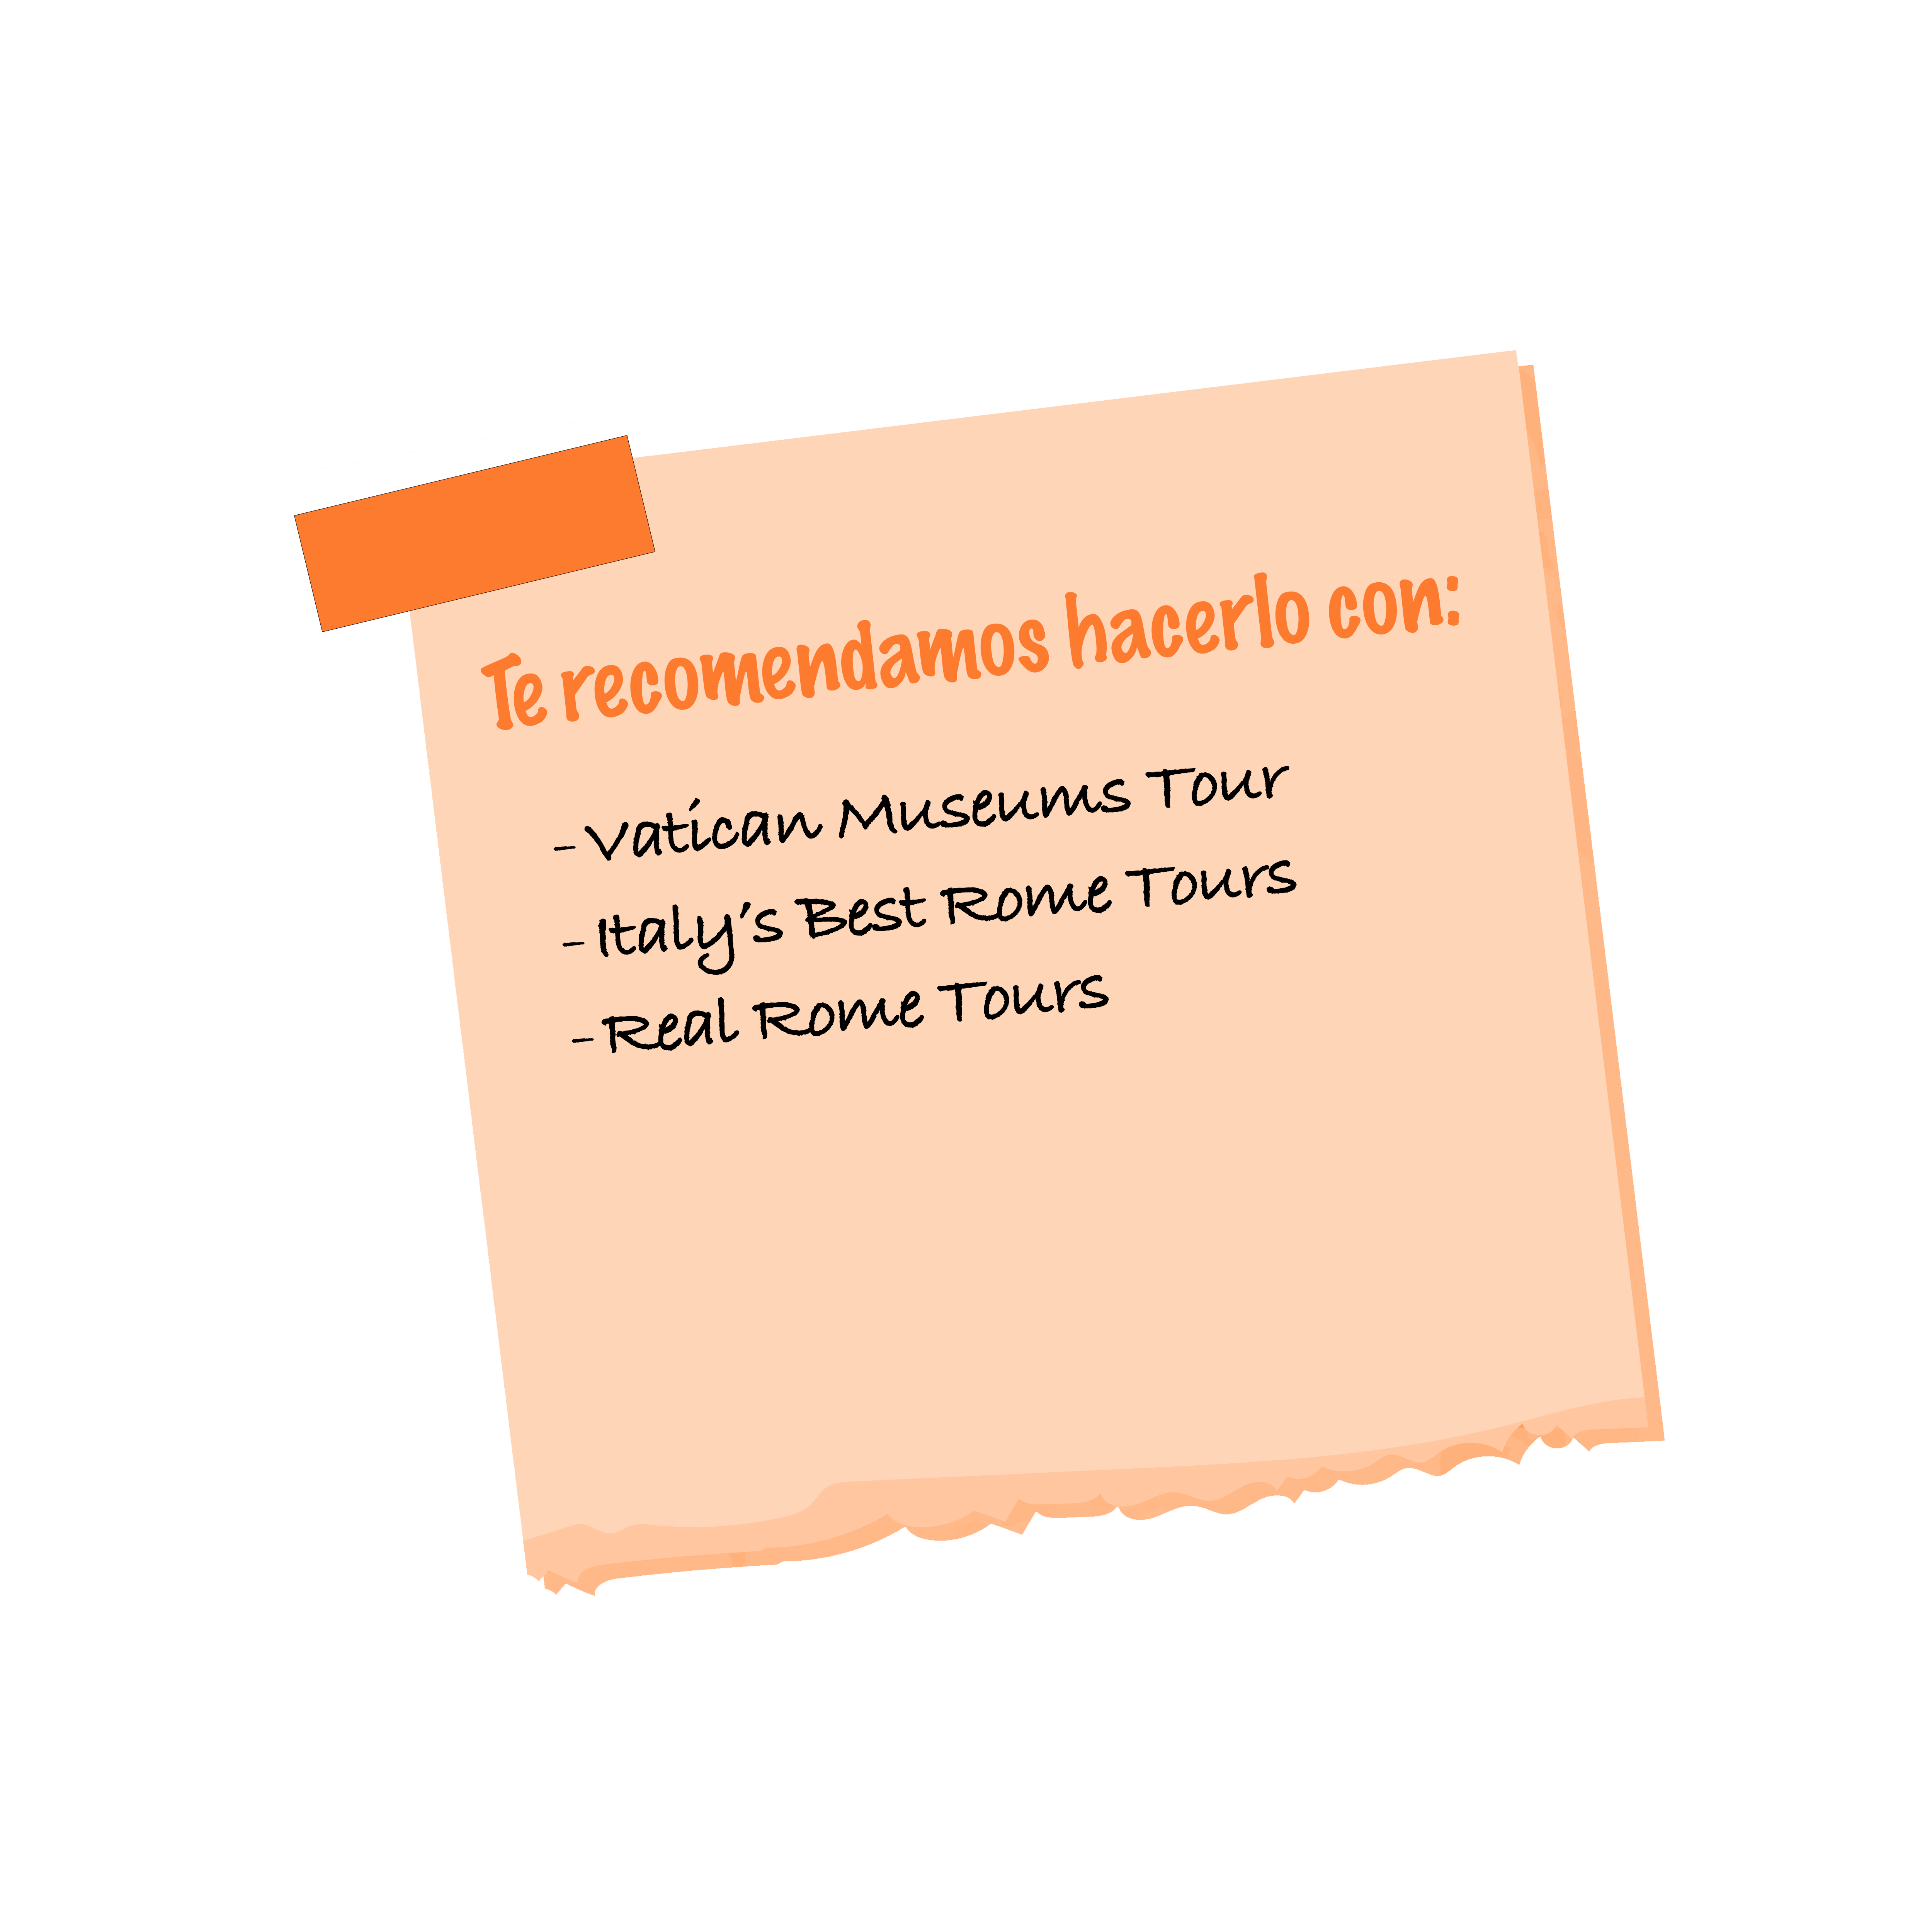 Te recomendamos hacerlo con:
-Vatican Museums Tour
-Italy's Best Rome Tours
-Real Rome Tours